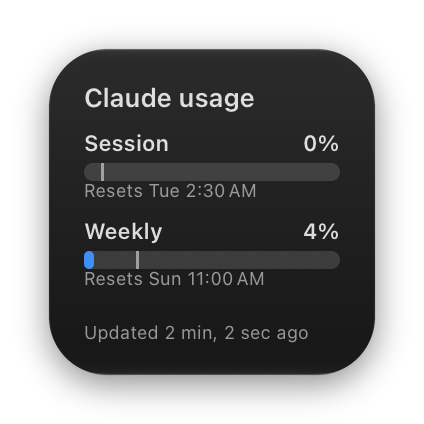 Claude usage
Session 0%
Resets Tue 2:30 AM
Weekly 4%
Resets Sun 11:00 AM
Updated 2 min, 2 sec ago